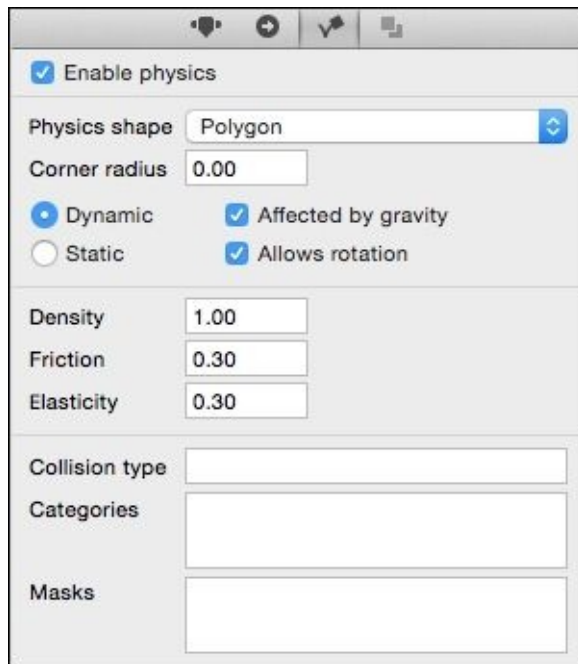 Enable physics
Physics shape Polygon
Corner radius 0.00
Dynamic Affected by gravity
Static Allows rotation
Density 1.00
Friction 0.30
Elasticity 0.30
Collision type
Categories
Masks